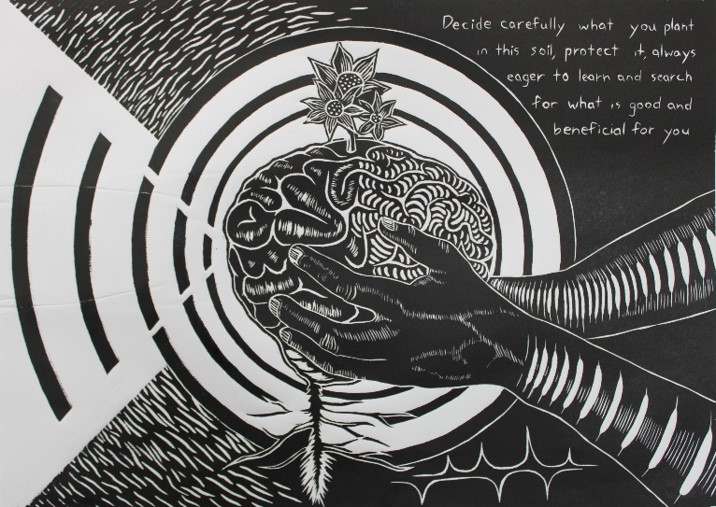 Decide carefully what you plant
in this soil, protect it, always
eager to learn and search
for what is good and
beneficial for you